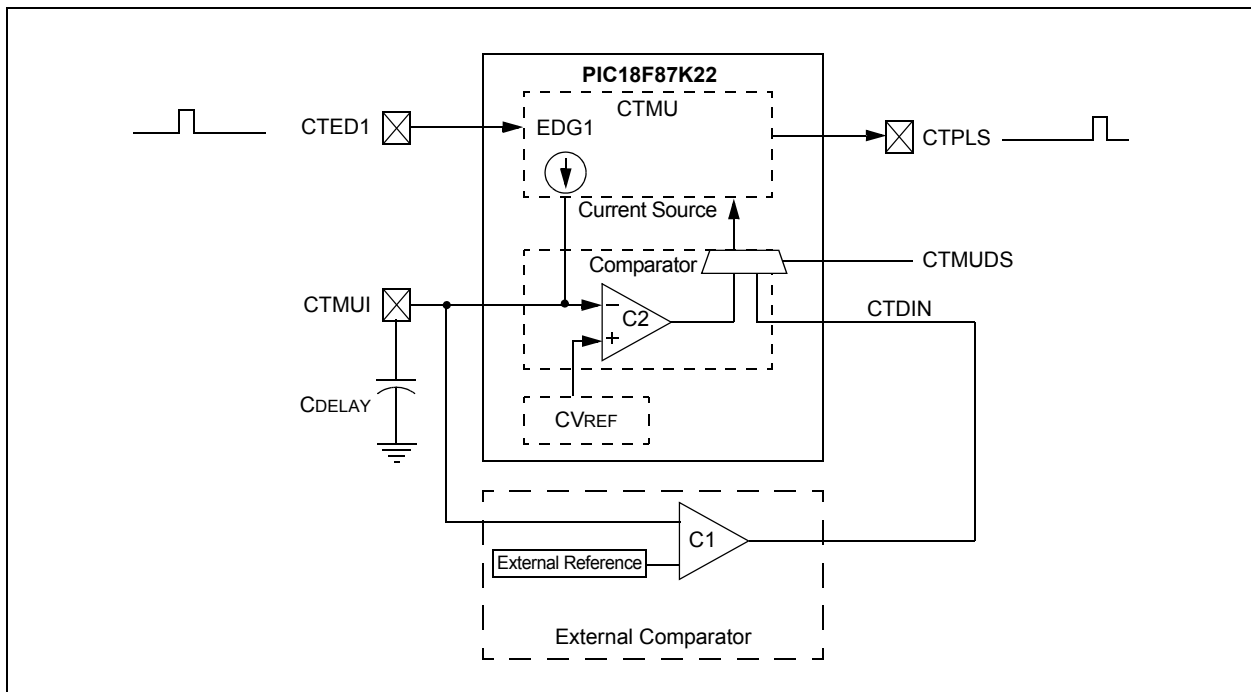 PIC18F87K22
CTMU
CTED1
EDG1
CTPLS
Current Source
Comparator
CTMUDS
CTMUI
−
C2
+
CTDIN
CDELAY
CVREF
C1
External Reference
External Comparator